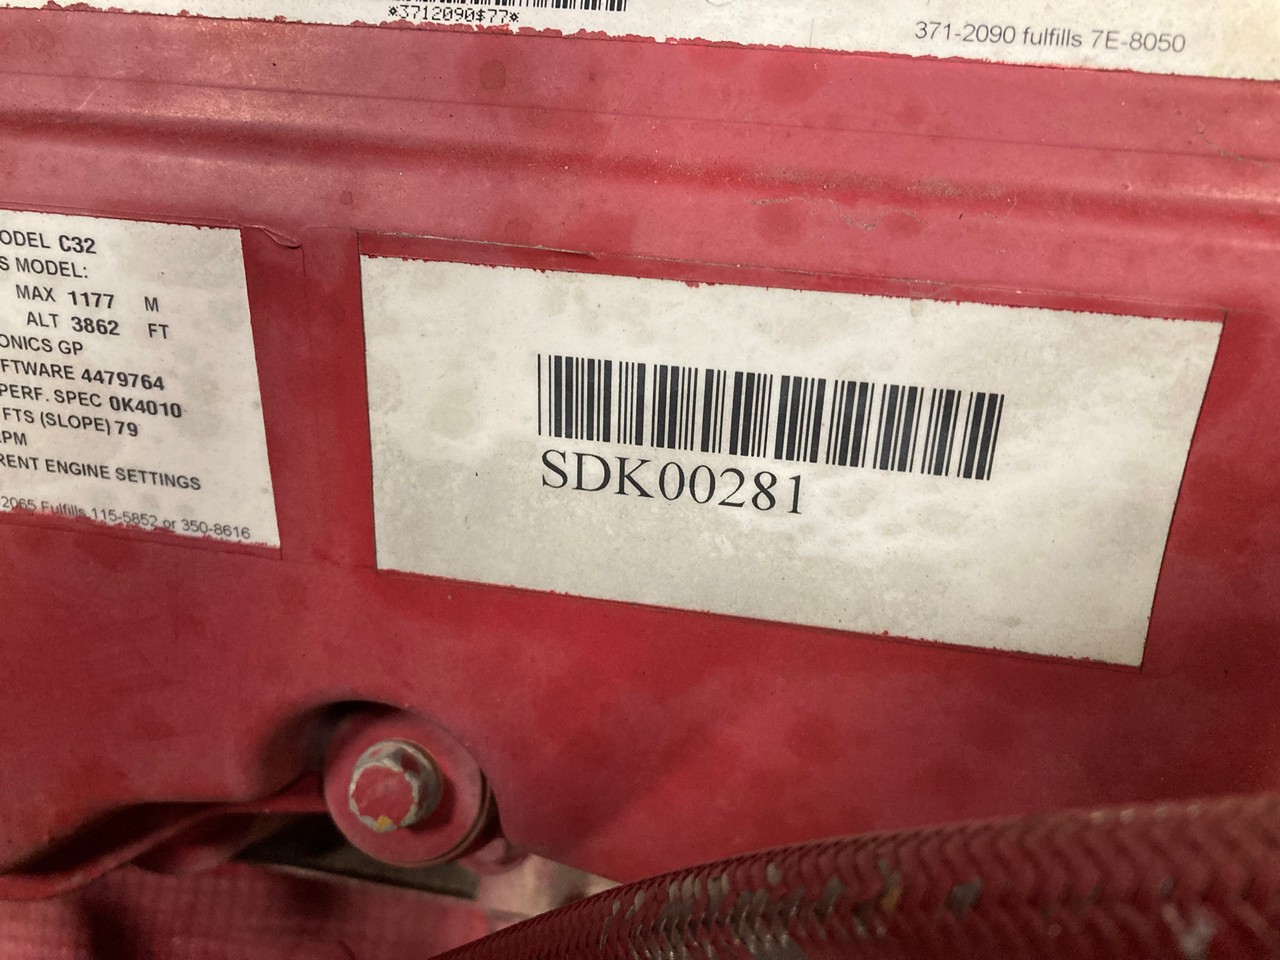 *3712090$77*
371-2090 fulfills 7E-8050
ODEL C32
S MODEL:
MAX 1177 M
ALT 3862 FT
ONICS GP
FTWARE 4479764
PERF. SPEC 0K4010
FTS (SLOPE) 79
RPM
RENT ENGINE SETTINGS
2065 Fulfills 115-5852 or 350-8616
SDK00281